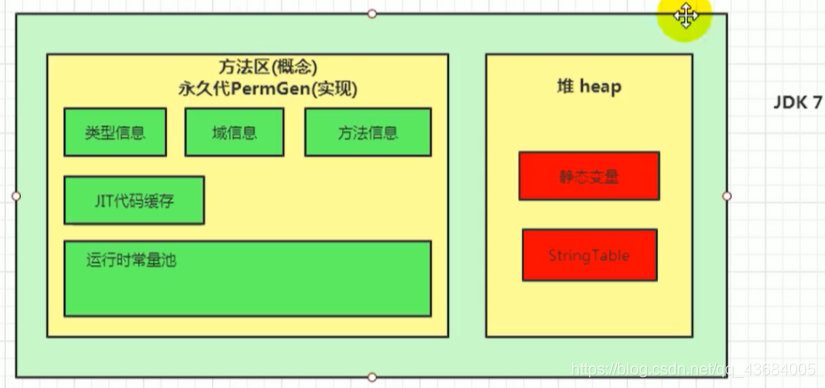 方法区(概念)
永久代PermGen(实现)
类型信息
域信息
方法信息
JIT代码缓存
运行时常量池
堆 heap
静态变量
StringTable
JDK 7
https://blog.csdn.net/qq_43684005